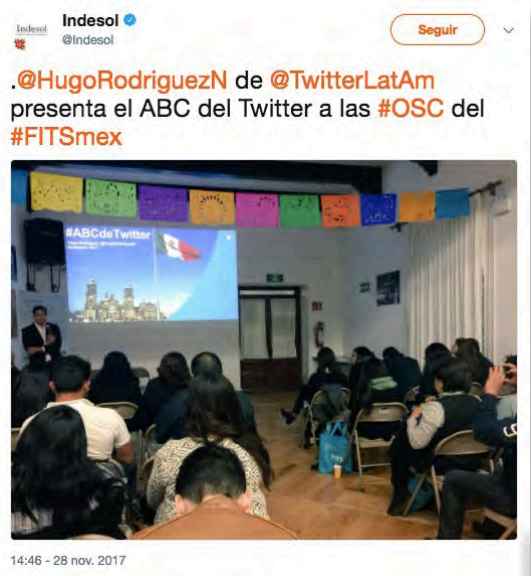 Indesol
Indesol
@Indesol
Seguir
.@HugoRodriguezN de @TwitterLatAm
presenta el ABC del Twitter a las #OSC del
#FITSmex
#ABCdeTwitter
14:46 - 28 nov. 2017